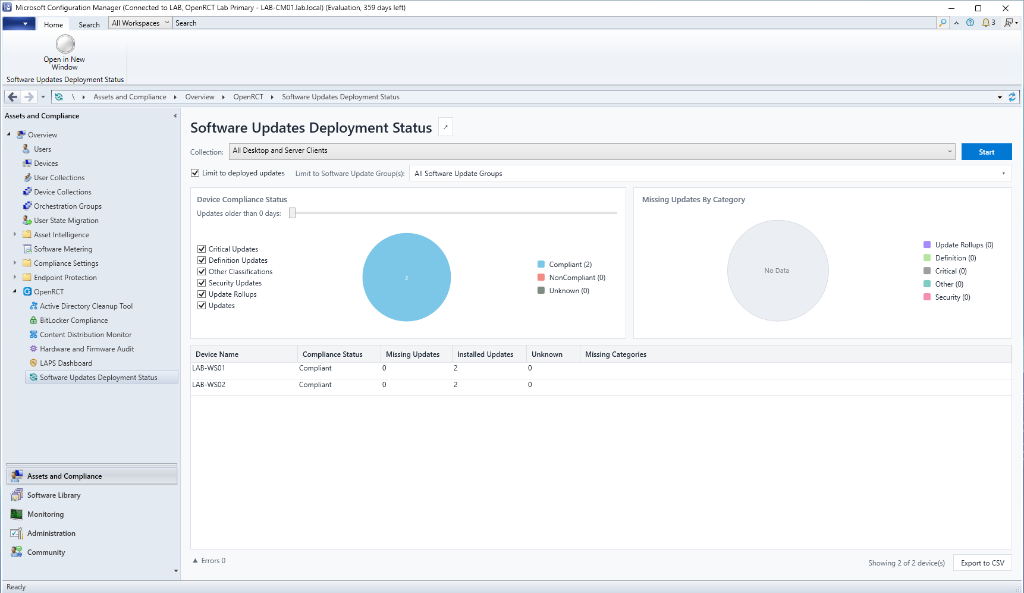 Microsoft Configuration Manager (Connected to LAB, OpenRCT Lab Primary - LAB-CM01.lab.local) (Evaluation, 359 days left)
Home Search All Workspaces Search 3
Open in New Window
Software Updates Deployment Status
\ Assets and Compliance Overview OpenRCT Software Updates Deployment Status
Assets and Compliance
Overview
Users
Devices
User Collections
Device Collections
Orchestration Groups
User State Migration
Asset Intelligence
Software Metering
Compliance Settings
Endpoint Protection
OpenRCT
Active Directory Cleanup Tool
BitLocker Compliance
Content Distribution Monitor
Hardware and Firmware Audit
LAPS Dashboard
Software Updates Deployment Status
Assets and Compliance
Software Library
Monitoring
Administration
Community
Software Updates Deployment Status
Collection: All Desktop and Server Clients Start
Limit to deployed updates Limit to Software Update Group(s): All Software Update Groups
Device Compliance Status
Updates older than 0 days:
Critical Updates
Definition Updates
Other Classifications
Security Updates
Update Rollups
Updates
2
Compliant (2)
NonCompliant (0)
Unknown (0)
Missing Updates By Category
No Data
Update Rollups (0)
Definition (0)
Critical (0)
Other (0)
Security (0)
Device Name Compliance Status Missing Updates Installed Updates Unknown Missing Categories
LAB-WS01 Compliant 0 2 0
LAB-WS02 Compliant 0 2 0
Errors 0
Showing 2 of 2 device(s) Export to CSV
Ready